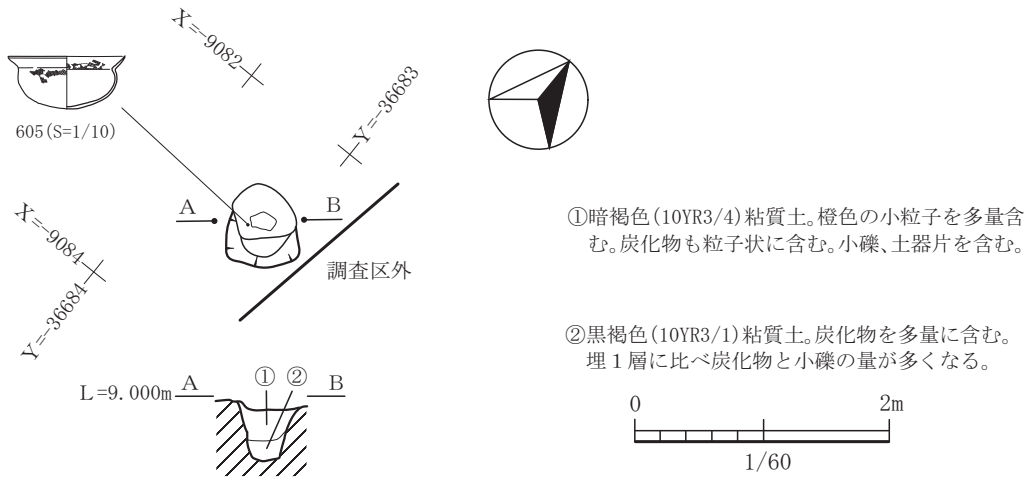 X=-9082
Y=-36683
605(S=1/10)
A
B
X=-9084
Y=-36684
調査区外
①暗褐色(10YR3/4)粘質土。橙色の小粒子を多量含
む。炭化物も粒子状に含む。小礫、土器片を含む。
②黒褐色(10YR3/1)粘質土。炭化物を多量に含む。
埋１層に比べ炭化物と小礫の量が多くなる。
L=9.000m
A
①
②
B
0
2m
1/60